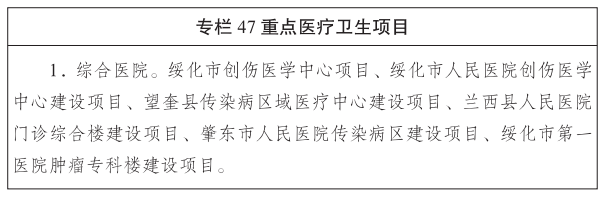 专栏 47 重点医疗卫生项目
1. 综合医院。绥化市创伤医学中心项目、绥化市人民医院创伤医学
中心建设项目、望奎县传染病区域医疗中心建设项目、兰西县人民医院
门诊综合楼建设项目、肇东市人民医院传染病区建设项目、绥化市第一
医院肿瘤专科楼建设项目。